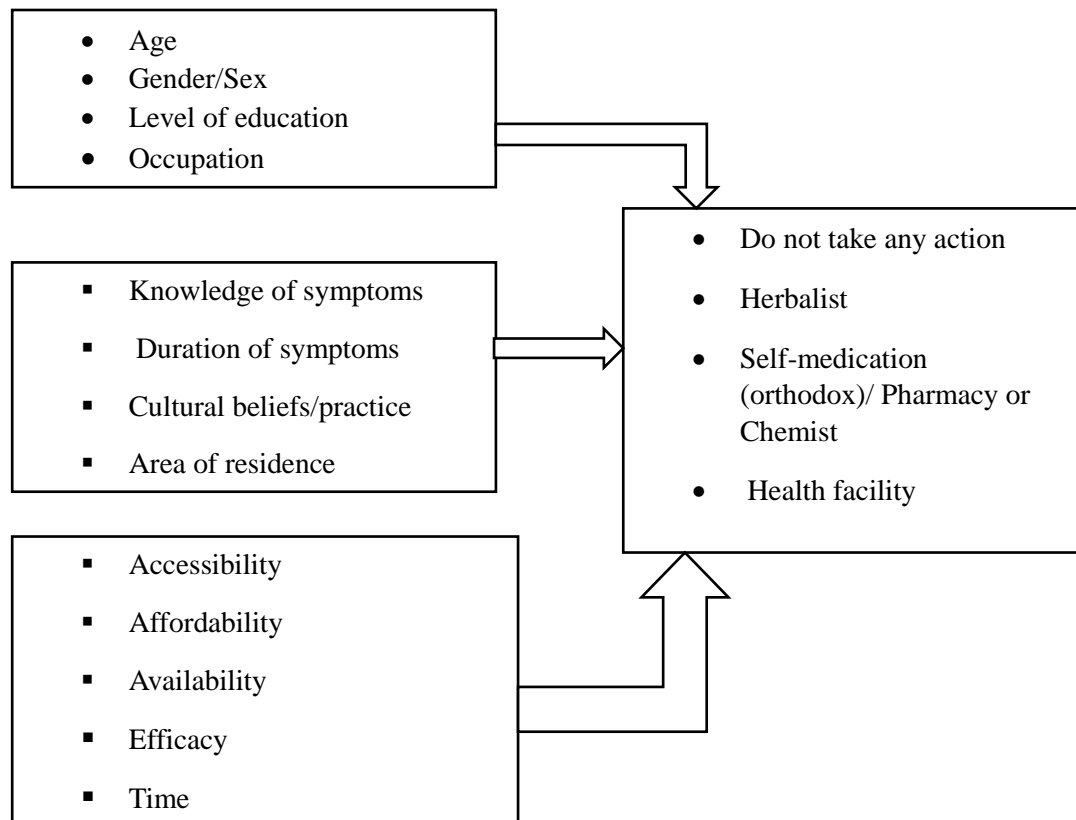 • Age
• Gender/Sex
• Level of education
• Occupation
▪ Knowledge of symptoms
▪ Duration of symptoms
▪ Cultural beliefs/practice
▪ Area of residence
▪ Accessibility
▪ Affordability
▪ Availability
▪ Efficacy
▪ Time
• Do not take any action
• Herbalist
• Self-medication
(orthodox)/ Pharmacy or
Chemist
• Health facility